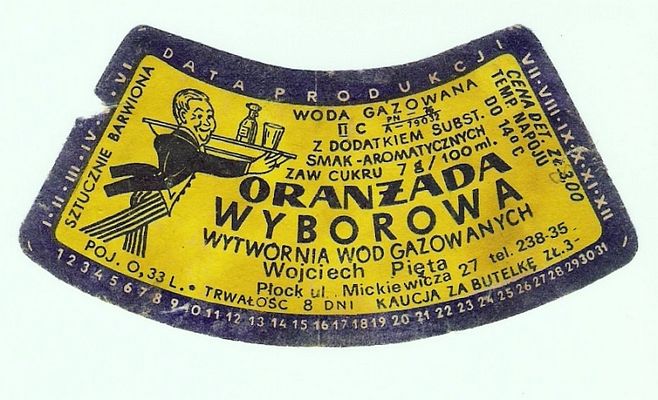 DATA PRODUKCJI
I·II·III·IV·V·VI
VII·VIII·IX·X·XI·XII
SZTUCZNIE BARWIONA
WODA GAZOWANA
II C PN-76
A-79032
Z DODATKIEM SUBST.
SMAK-AROMATYCZNYCH
ZAW CUKRU 7g/100 ml.
CENA DET ZŁ 3,00
TEMP NAPOJU
DO 14°C
ORANŻADA
WYBOROWA
WYTWÓRNIA WÓD GAZOWANYCH
Wojciech Pięta
Płock ul. Mickiewicza 27 tel. 238-35
POJ. 0,33 L. • TRWAŁOŚĆ 8 DNI KAUCJA ZA BUTELKĘ ZŁ. 3-
1 2 3 4 5 6 7 8 9 10 11 12 13 14 15 16 17 18 19 20 21 22 23 24 25 26 27 28 29 30 31